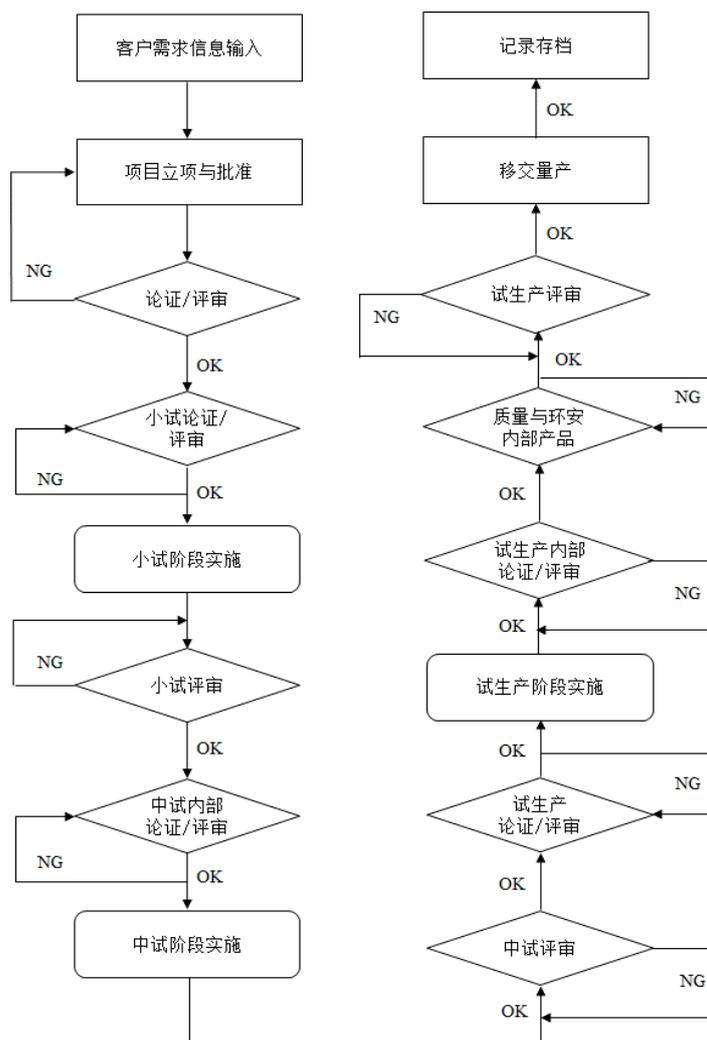 客户需求信息输入
项目立项与批准
NG
论证/评审
OK
小试论证/
评审
NG
OK
小试阶段实施
NG
小试评审
OK
中试内部
论证/评审
NG
OK
中试阶段实施
记录存档
OK
移交量产
OK
试生产评审
NG
OK
NG
质量与环安
内部产品
OK
试生产内部
论证/评审
NG
OK
试生产阶段实施
OK
NG
试生产
论证/评审
OK
中试评审
NG
OK